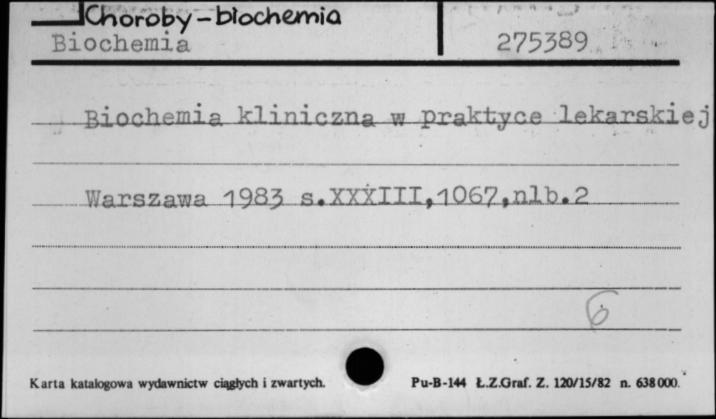 Choroby-biochemia
Biochemia 275389
Biochemia kliniczna w praktyce lekarskiej
Warszawa 1983 s.XXXIII,1067,nlb.2
6
Karta katalogowa wydawnictw ciągłych i zwartych. Pu-B-144 Ł.Z.Graf. Z. 120/15/82 n. 638000.